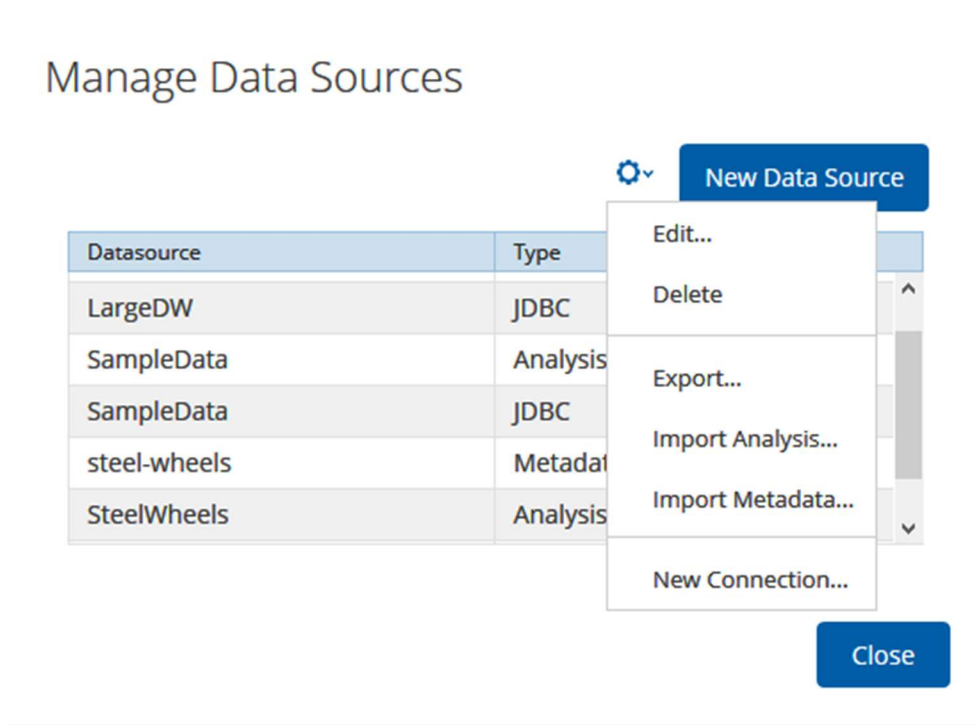 Manage Data Sources
New Data Source
Datasource Type
LargeDW JDBC
SampleData Analysis
SampleData JDBC
steel-wheels Metadat
SteelWheels Analysis
Edit...
Delete
Export...
Import Analysis...
Import Metadata...
New Connection...
Close